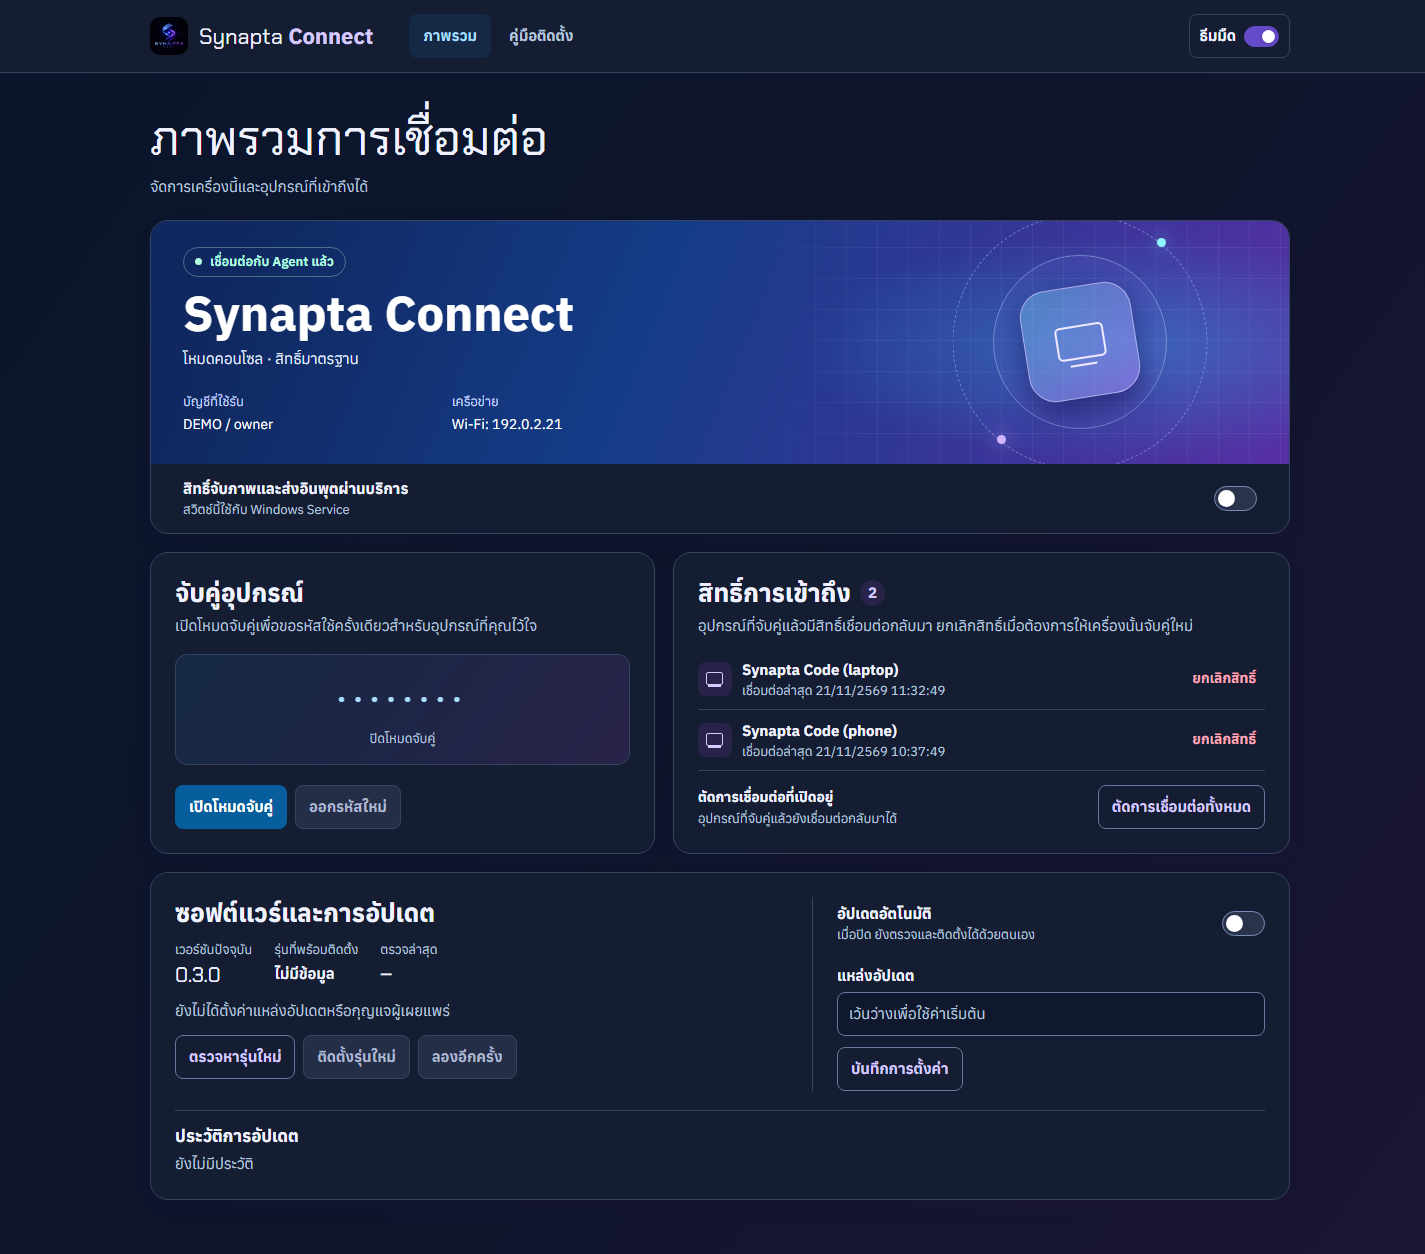 SYNAPTA
Synapta Connect
ภาพรวม
คู่มือติดตั้ง
ธีมมืด
ภาพรวมการเชื่อมต่อ
จัดการเครื่องนี้และอุปกรณ์ที่เข้าถึงได้
เชื่อมต่อกับ Agent แล้ว
Synapta Connect
โหมดคอนโซล · สิทธิ์มาตรฐาน
บัญชีที่ใช้รัน
DEMO / owner
เครือข่าย
Wi-Fi: 192.0.2.21
สิทธิ์จับภาพและส่งอินพุตผ่านบริการ
สวิตช์นี้ใช้กับ Windows Service
จับคู่อุปกรณ์
เปิดโหมดจับคู่เพื่อขอรหัสใช้ครั้งเดียวสำหรับอุปกรณ์ที่คุณไว้ใจ
••••••••
ปิดโหมดจับคู่
เปิดโหมดจับคู่
ออกรหัสใหม่
สิทธิ์การเข้าถึง 2
อุปกรณ์ที่จับคู่แล้วมีสิทธิ์เชื่อมต่อกลับมา ยกเลิกสิทธิ์เมื่อต้องการให้เครื่องนั้นจับคู่ใหม่
Synapta Code (laptop)
เชื่อมต่อล่าสุด 21/11/2569 11:32:49
ยกเลิกสิทธิ์
Synapta Code (phone)
เชื่อมต่อล่าสุด 21/11/2569 10:37:49
ยกเลิกสิทธิ์
ตัดการเชื่อมต่อที่เปิดอยู่
อุปกรณ์ที่จับคู่แล้วยังเชื่อมต่อกลับมาได้
ตัดการเชื่อมต่อทั้งหมด
ซอฟต์แวร์และการอัปเดต
เวอร์ชันปัจจุบัน
0.3.0
รุ่นที่พร้อมติดตั้ง
ไม่มีข้อมูล
ตรวจล่าสุด
—
ยังไม่ได้ตั้งค่าแหล่งอัปเดตหรือกุญแจผู้เผยแพร่
ตรวจหารุ่นใหม่
ติดตั้งรุ่นใหม่
ลองอีกครั้ง
อัปเดตอัตโนมัติ
เมื่อปิด ยังตรวจและติดตั้งได้ด้วยตนเอง
แหล่งอัปเดต
เว้นว่างเพื่อใช้ค่าเริ่มต้น
บันทึกการตั้งค่า
ประวัติการอัปเดต
ยังไม่มีประวัติ